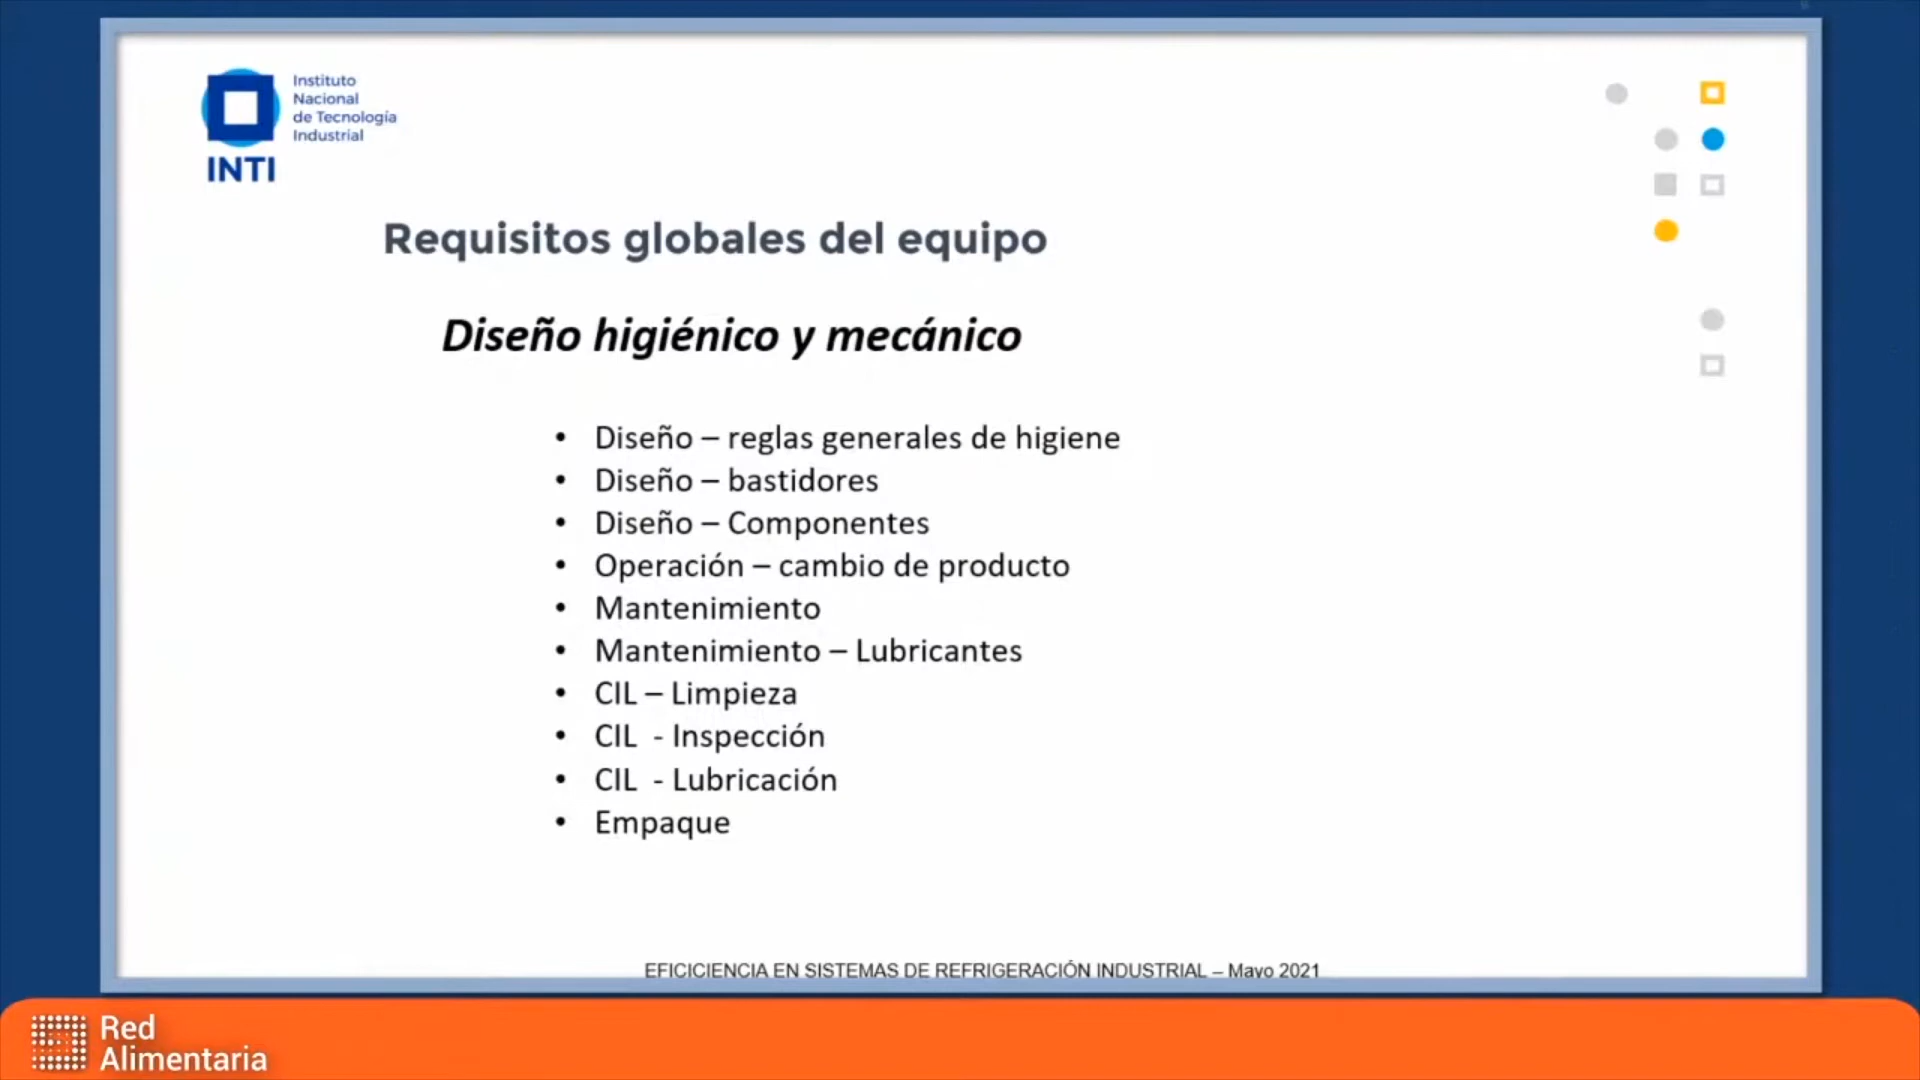 Instituto
Nacional
de Tecnología
Industrial
INTI
Requisitos globales del equipo
Diseño higiénico y mecánico
• Diseño – reglas generales de higiene
• Diseño – bastidores
• Diseño – Componentes
• Operación – cambio de producto
• Mantenimiento
• Mantenimiento – Lubricantes
• CIL – Limpieza
• CIL - Inspección
• CIL - Lubricación
• Empaque
EFICICIENCIA EN SISTEMAS DE REFRIGERACIÓN INDUSTRIAL – Mayo 2021
Red
Alimentaria